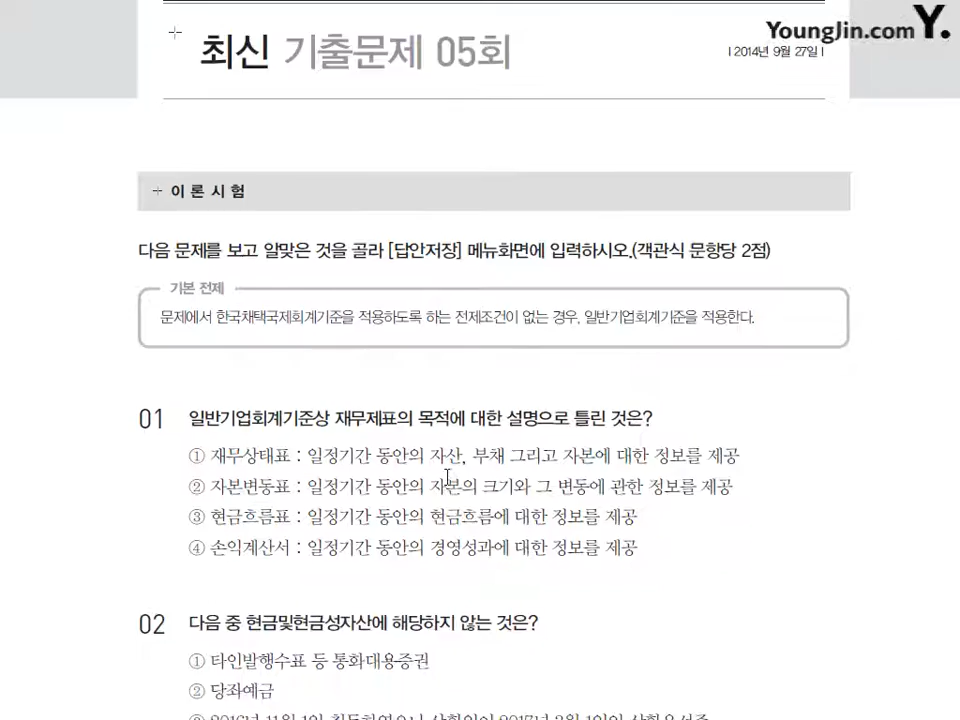 YoungJin.com Y.
최신 기출문제 05회
| 2014년 9월 27일 |
이론시험
다음 문제를 보고 알맞은 것을 골라 [답안저장] 메뉴화면에 입력하시오.(객관식 문항당 2점)
기본 전제
문제에서 한국채택국제회계기준을 적용하도록 하는 전제조건이 없는 경우, 일반기업회계기준을 적용한다.
01 일반기업회계기준상 재무제표의 목적에 대한 설명으로 틀린 것은?
① 재무상태표 : 일정기간 동안의 자산, 부채 그리고 자본에 대한 정보를 제공
② 자본변동표 : 일정기간 동안의 자본의 크기와 그 변동에 관한 정보를 제공
③ 현금흐름표 : 일정기간 동안의 현금흐름에 대한 정보를 제공
④ 손익계산서 : 일정기간 동안의 경영성과에 대한 정보를 제공
02 다음 중 현금및현금성자산에 해당하지 않는 것은?
① 타인발행수표 등 통화대용증권
② 당좌예금